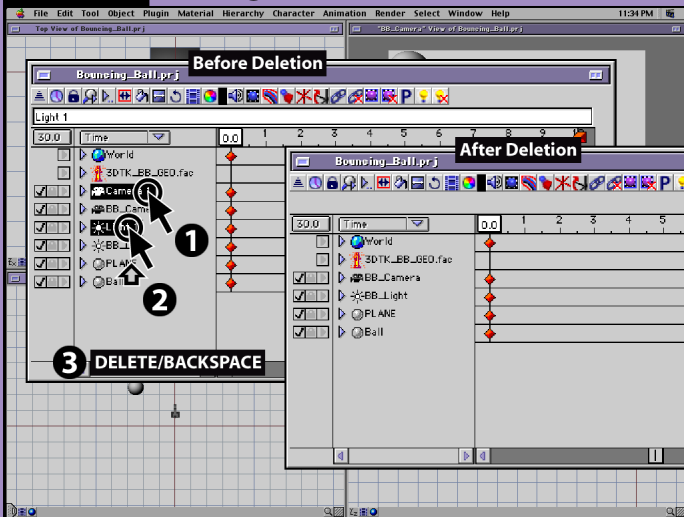 File Edit Tool Object Plugin Material Hierarchy Character Animation Render Select Window Help 11:34 PM
Top View of Bouncing_Ball.prj
"BB_Camera" View of Bouncing_Ball.prj
Before Deletion
Bouncing_Ball.prj
P
Light 1
30.0 Time 0.0 1 2 3 4 5 6 7 8 9
World
3DTK_BB_GEO.fac
Camera
BB_Came
BB_L
PLANE
Ball
1
2
3 DELETE/BACKSPACE
After Deletion
Bouncing_Ball.prj
P
30.0 Time 0.0 1 2 3 4 5
World
3DTK_BB_GEO.fac
BB_Camera
BB_Light
PLANE
Ball